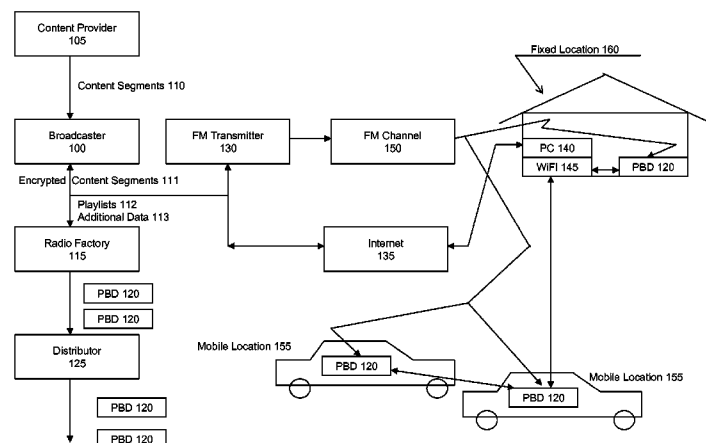 Content Provider
105
Content Segments 110
Fixed Location 160
Broadcaster
100
FM Transmitter
130
FM Channel
150
PC 140
WiFI 145
PBD 120
Encrypted Content Segments 111
Playlists 112
Additional Data 113
Radio Factory
115
Internet
135
PBD 120
PBD 120
Distributor
125
Mobile Location 155
PBD 120
Mobile Location 155
PBD 120
PBD 120
PBD 120